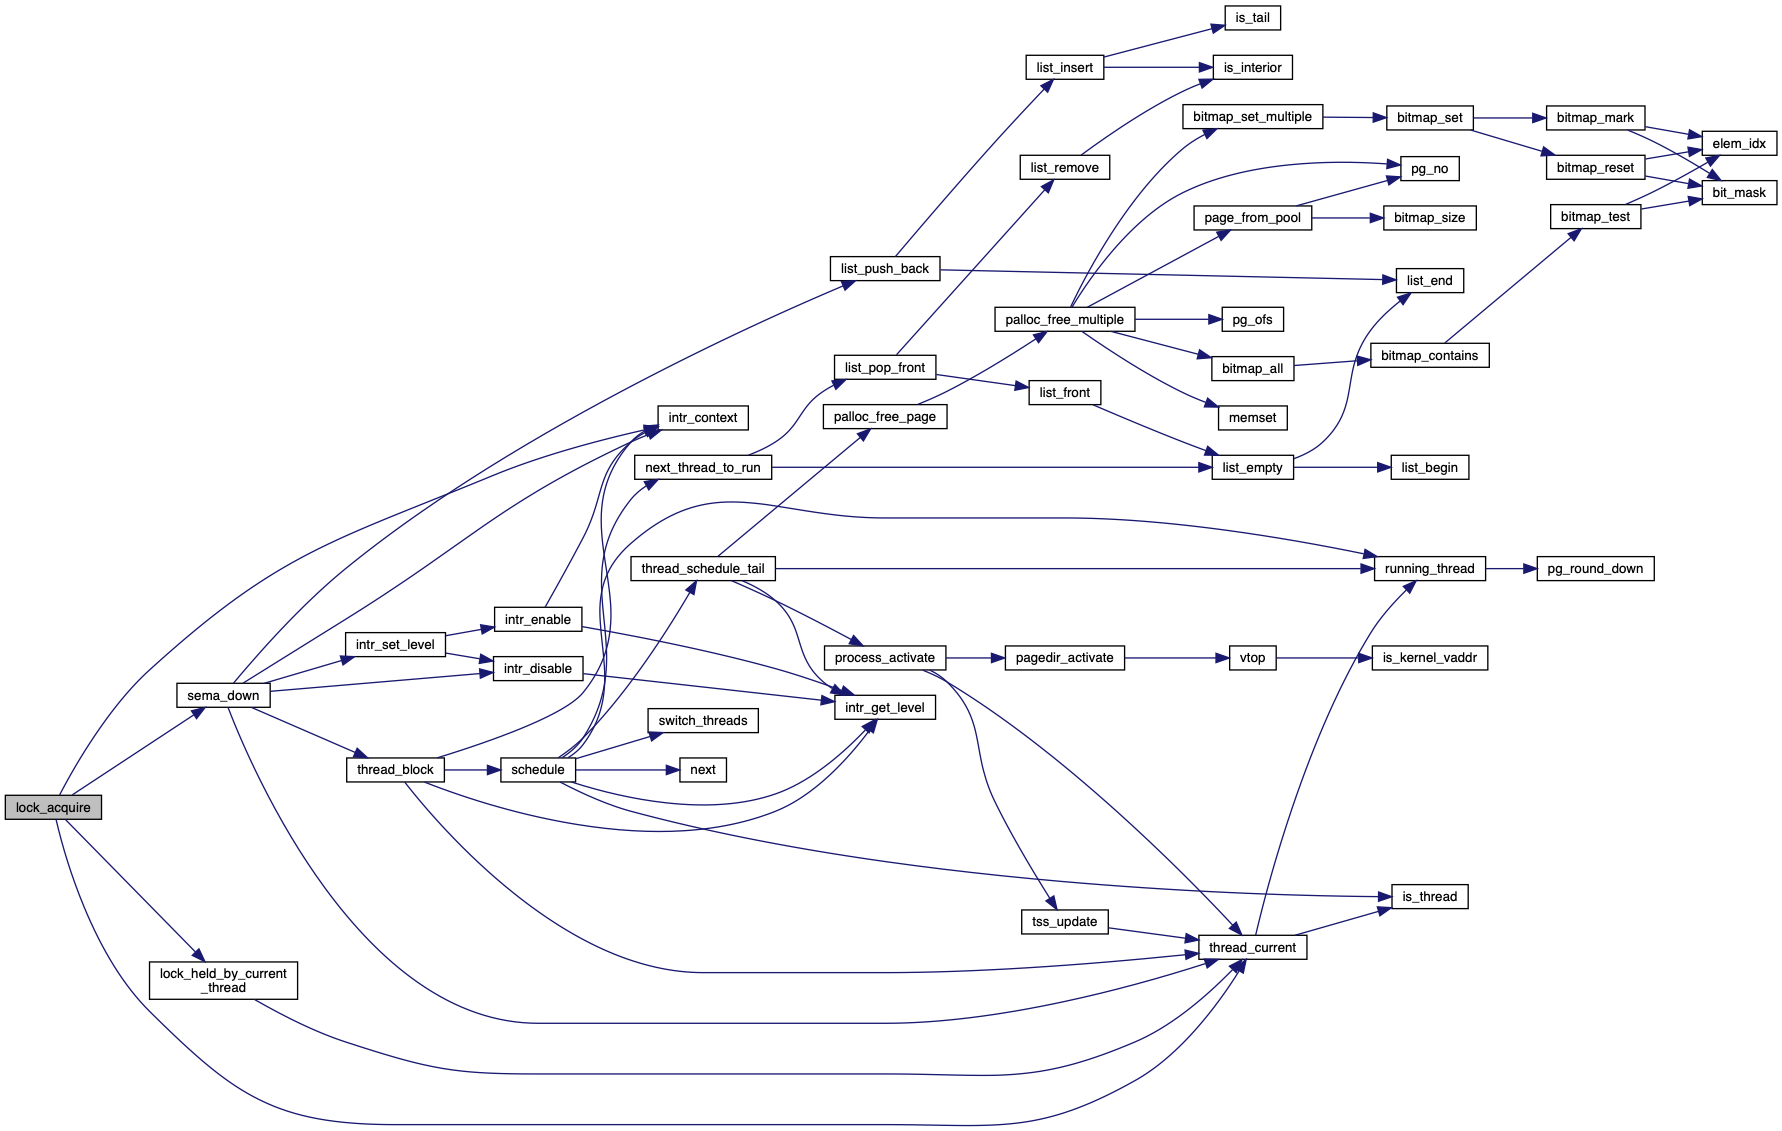 is_tail
list_insert
is_interior
bitmap_set_multiple
bitmap_set
bitmap_mark
elem_idx
list_remove
pg_no
bitmap_reset
bit_mask
page_from_pool
bitmap_size
bitmap_test
list_push_back
list_end
palloc_free_multiple
pg_ofs
bitmap_contains
list_pop_front
bitmap_all
list_front
intr_context
palloc_free_page
memset
next_thread_to_run
list_empty
list_begin
thread_schedule_tail
running_thread
pg_round_down
intr_enable
intr_set_level
intr_disable
process_activate
pagedir_activate
vtop
is_kernel_vaddr
sema_down
intr_get_level
switch_threads
thread_block
schedule
next
lock_acquire
is_thread
tss_update
thread_current
lock_held_by_current
_thread